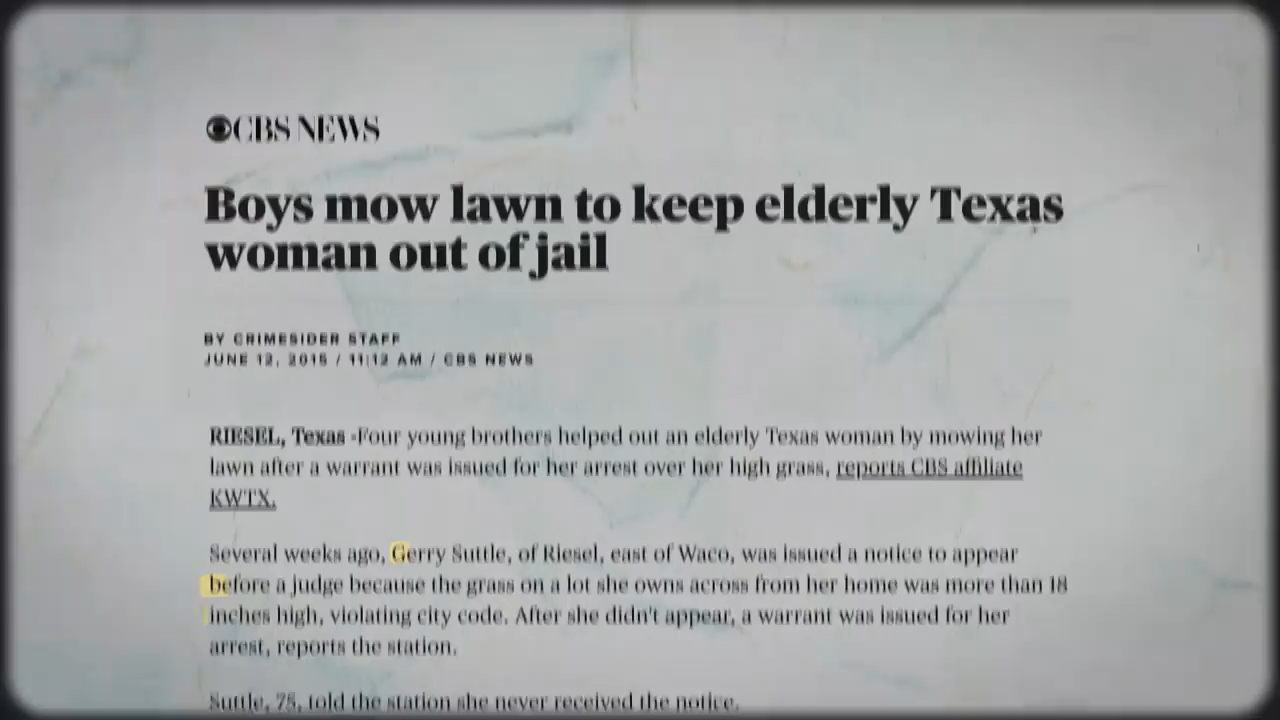 CBS NEWS
Boys mow lawn to keep elderly Texas
woman out of jail
BY CRIMESIDER STAFF
JUNE 12, 2015 / 11:12 AM / CBS NEWS
RIESEL, Texas -Four young brothers helped out an elderly Texas woman by mowing her
lawn after a warrant was issued for her arrest over her high grass, reports CBS affiliate
KWTX.
Several weeks ago, Gerry Suttle, of Riesel, east of Waco, was issued a notice to appear
before a judge because the grass on a lot she owns across from her home was more than 18
inches high, violating city code. After she didn't appear, a warrant was issued for her
arrest, reports the station.
Suttle, 75, told the station she never received the notice.